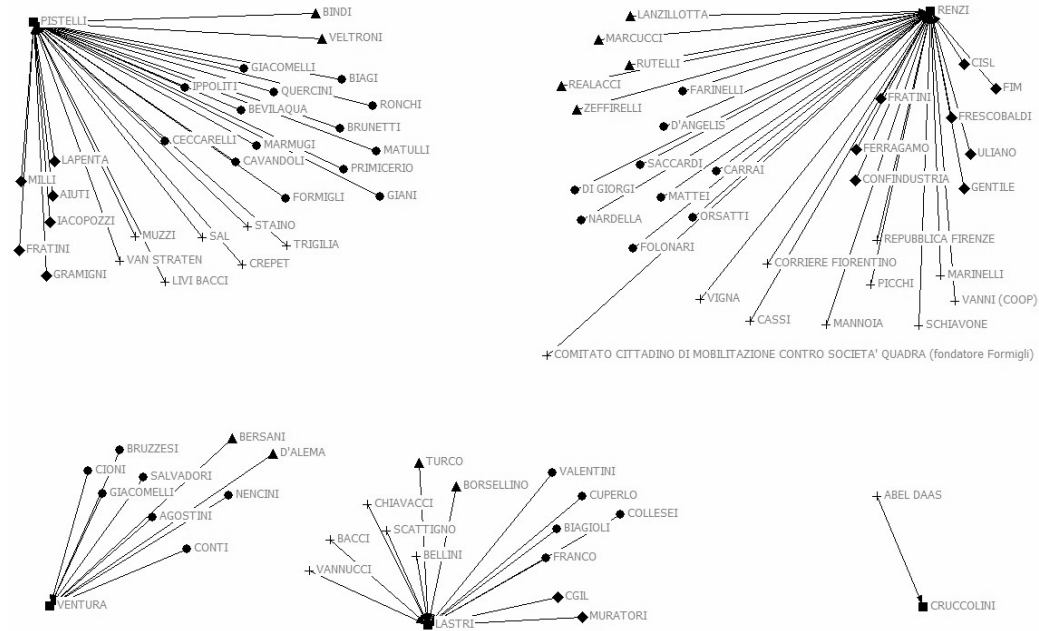 PISTELLI
BINDI
VELTRONI
GIACOMELLI
BIAGI
IPPOLITI
QUERCINI
RONCHI
BEVILAQUA
BRUNETTI
CECCARELLI
MARMUGI
MATULLI
CAVANDOLI
PRIMICERIO
LAPENTA
MILLI
AIUTI
FORMIGLI
GIANI
IACOPOZZI
STAINO
MUZZI
SAL
TRIGILIA
FRATINI
VAN STRATEN
CREPET
GRAMIGNI
LIVI BACCI
RENZI
LANZILLOTTA
MARCUCCI
RUTELLI
CISL
REALACCI
FARINELLI
FIM
ZEFFIRELLI
FRATINI
D'ANGELIS
FRESCOBALDI
FERRAGAMO
ULIANO
SACCARDI
CARRAI
CONFINDUSTRIA
DI GIORGI
MATTEI
GENTILE
NARDELLA
ORSATTI
FOLONARI
REPUBBLICA FIRENZE
CORRIERE FIORENTINO
MARINELLI
PICCHI
VIGNA
VANNI (COOP)
CASSI
MANNOIA
SCHIAVONE
COMITATO CITTADINO DI MOBILITAZIONE CONTRO SOCIETA' QUADRA (fondatore Formigli)
BERSANI
BRUZZESI
D'ALEMA
CIONI
SALVADORI
GIACOMELLI
NENCINI
AGOSTINI
CONTI
VENTURA
TURCO
VALENTINI
BORSELLINO
CHIAVACCI
CUPERLO
COLLESEI
SCATTIGNO
BIAGIOLI
BACCI
BELLINI
FRANCO
VANNUCCI
CGIL
MURATORI
LASTRI
ABEL DAAS
CRUCCOLINI